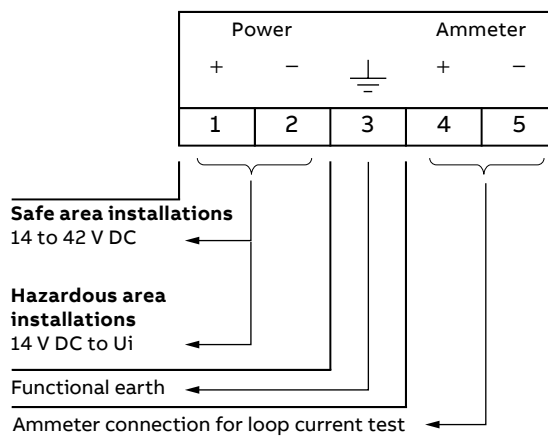 Power Ammeter
+ − + −
1 2 3 4 5
Safe area installations
14 to 42 V DC
Hazardous area
installations
14 V DC to Ui
Functional earth
Ammeter connection for loop current test